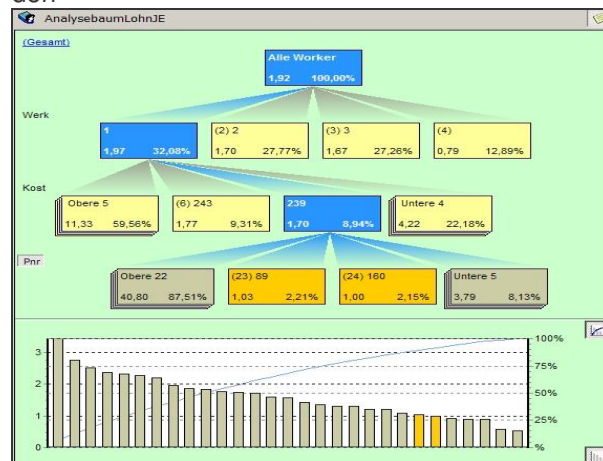 den
AnalysebaumLohnJE
(Gesamt)
Alle Worker
1,92 100,00%
Werk
1
1,97 32,08%
(2) 2
1,70 27,77%
(3) 3
1,67 27,26%
(4)
0,79 12,89%
Kost
Obere 5
11,33 59,56%
(6) 243
1,77 9,31%
239
1,70 8,94%
Untere 4
4,22 22,18%
Pnr
Obere 22
40,80 87,51%
(23) 89
1,03 2,21%
(24) 160
1,00 2,15%
Untere 5
3,79 8,13%
3
2
1
0
100%
75%
50%
25%
%